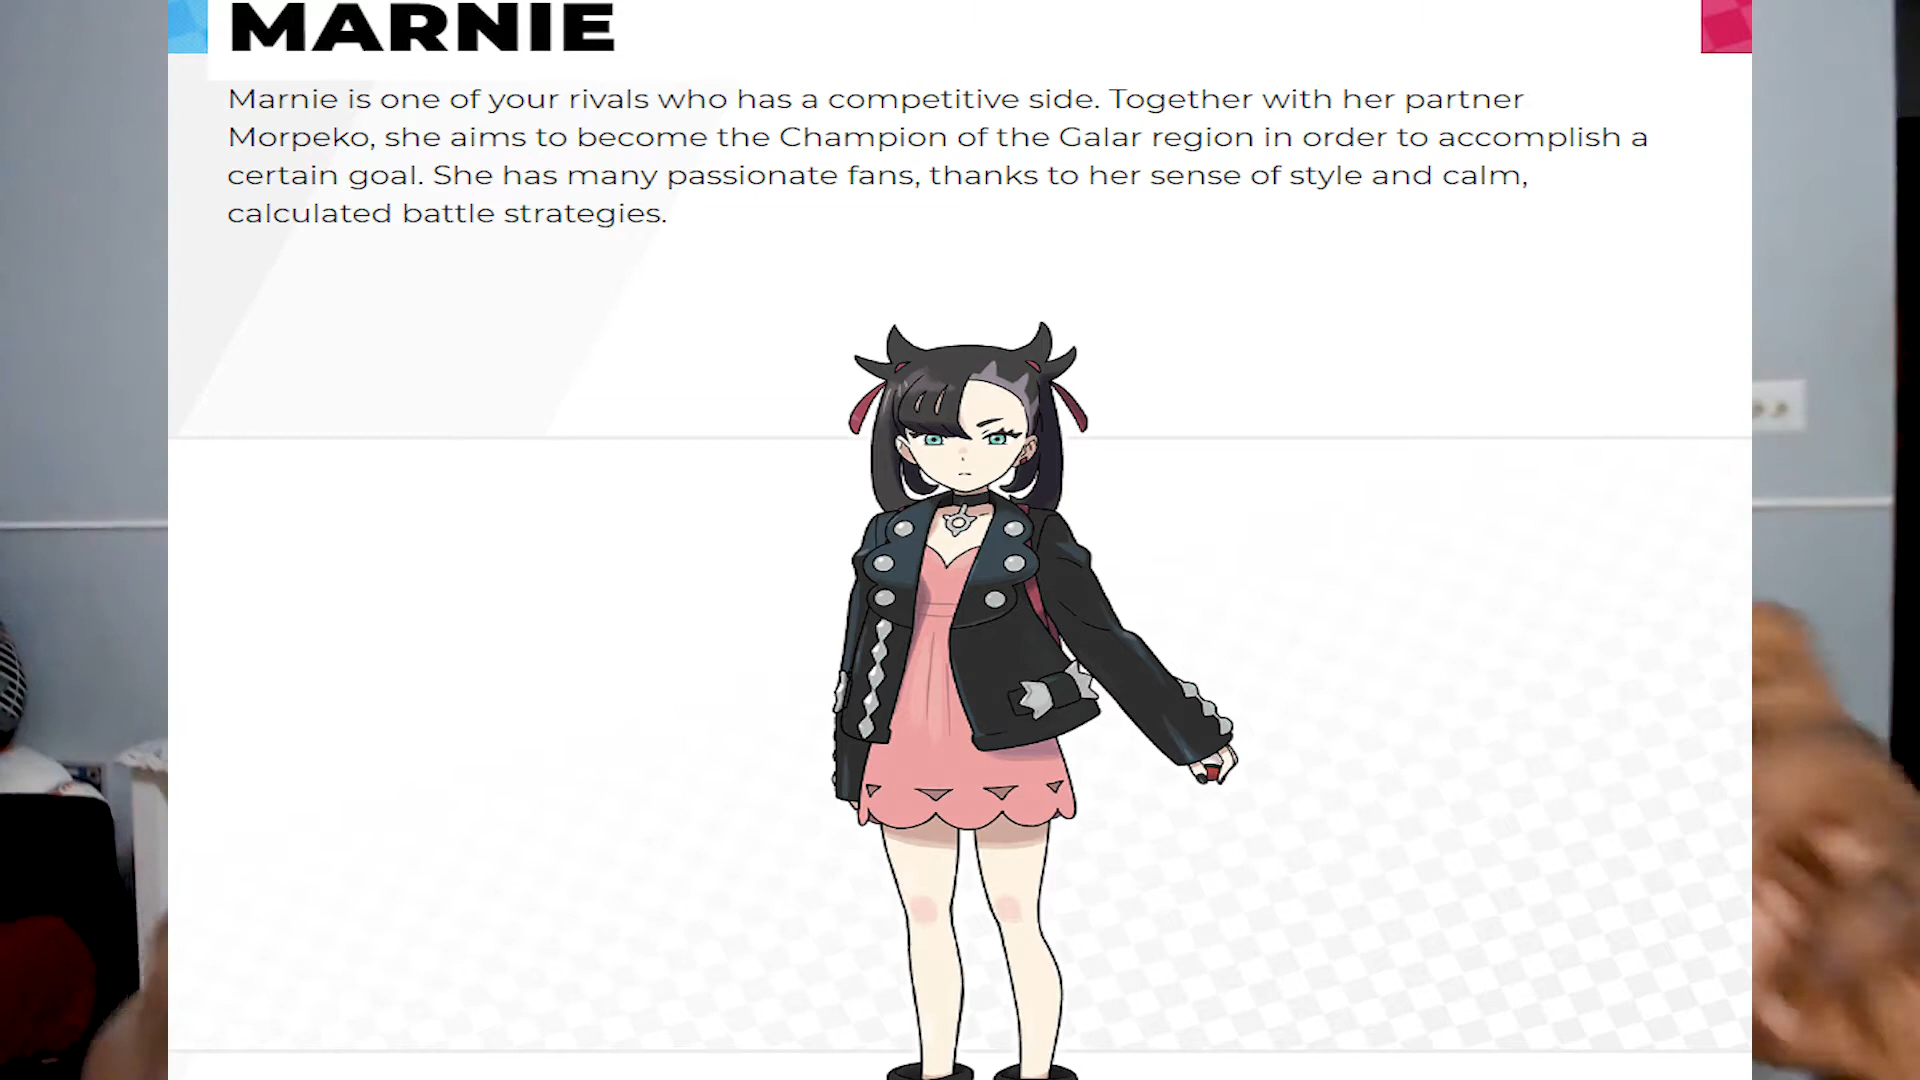 MARNIE
Marnie is one of your rivals who has a competitive side. Together with her partner
Morpeko, she aims to become the Champion of the Galar region in order to accomplish a
certain goal. She has many passionate fans, thanks to her sense of style and calm,
calculated battle strategies.